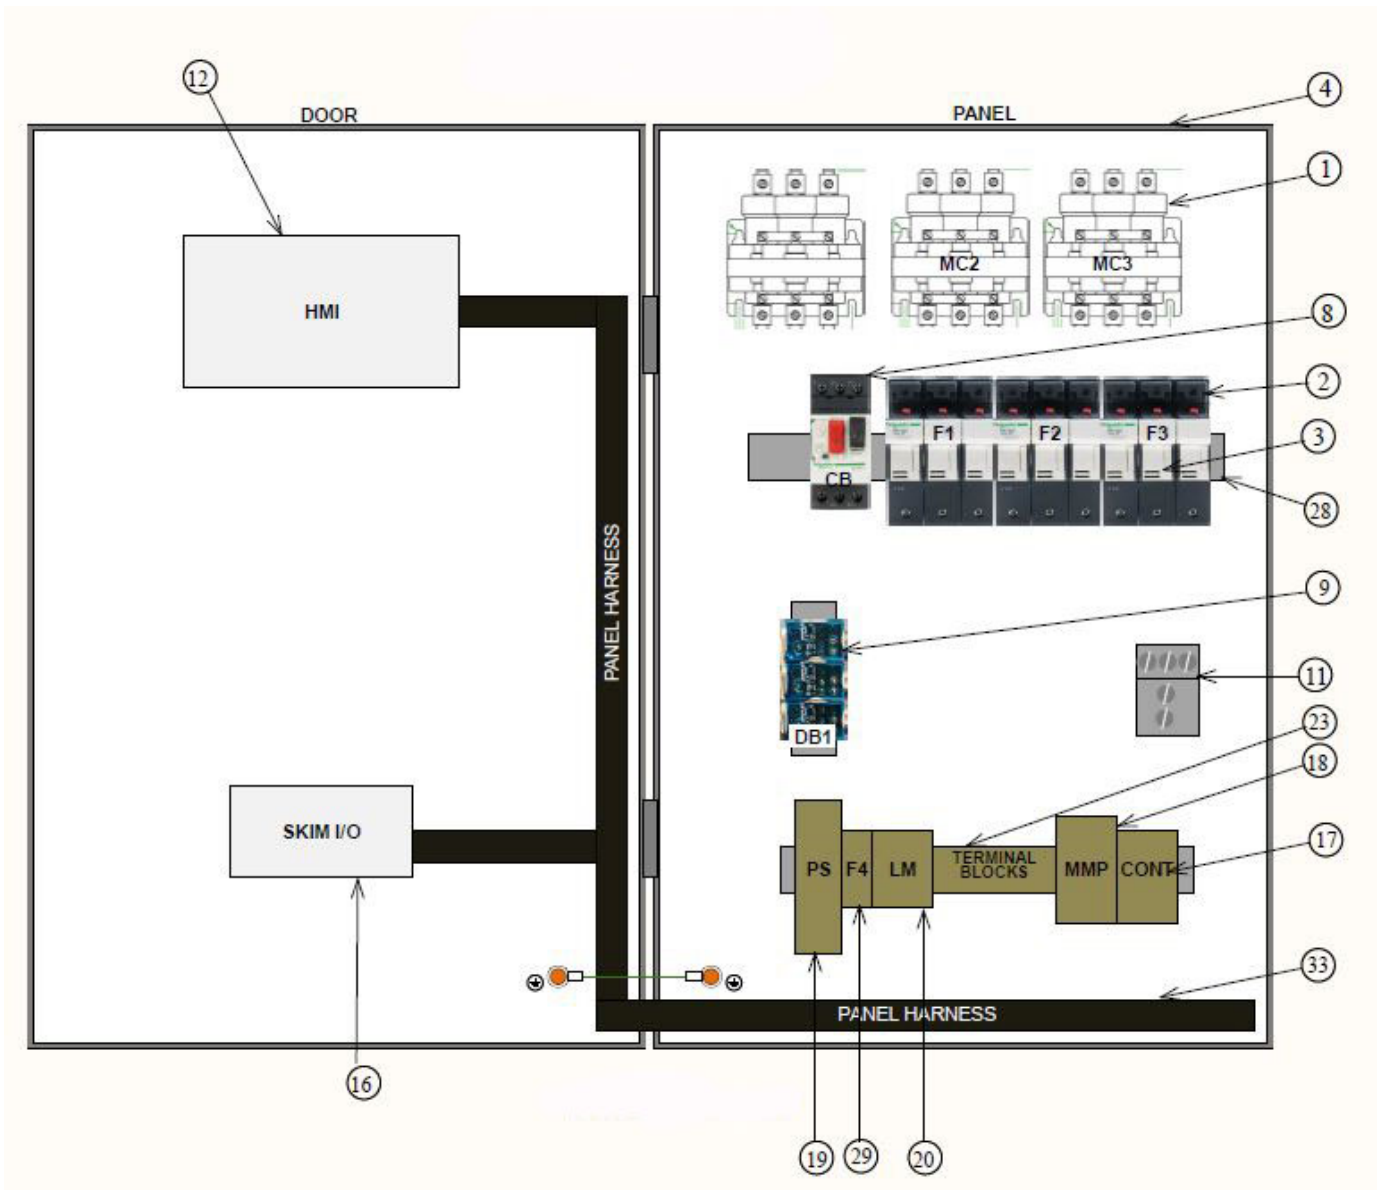 12
4
DOOR
PANEL
1
MC2
MC3
HMI
8
2
F1
F2
F3
3
CB
28
PANEL HARNESS
9
11
DB1
23
18
SKIM I/O
17
PS
F4
LM
TERMINAL
BLOCKS
MMP
CONT
33
PANEL HARNESS
16
19
29
20